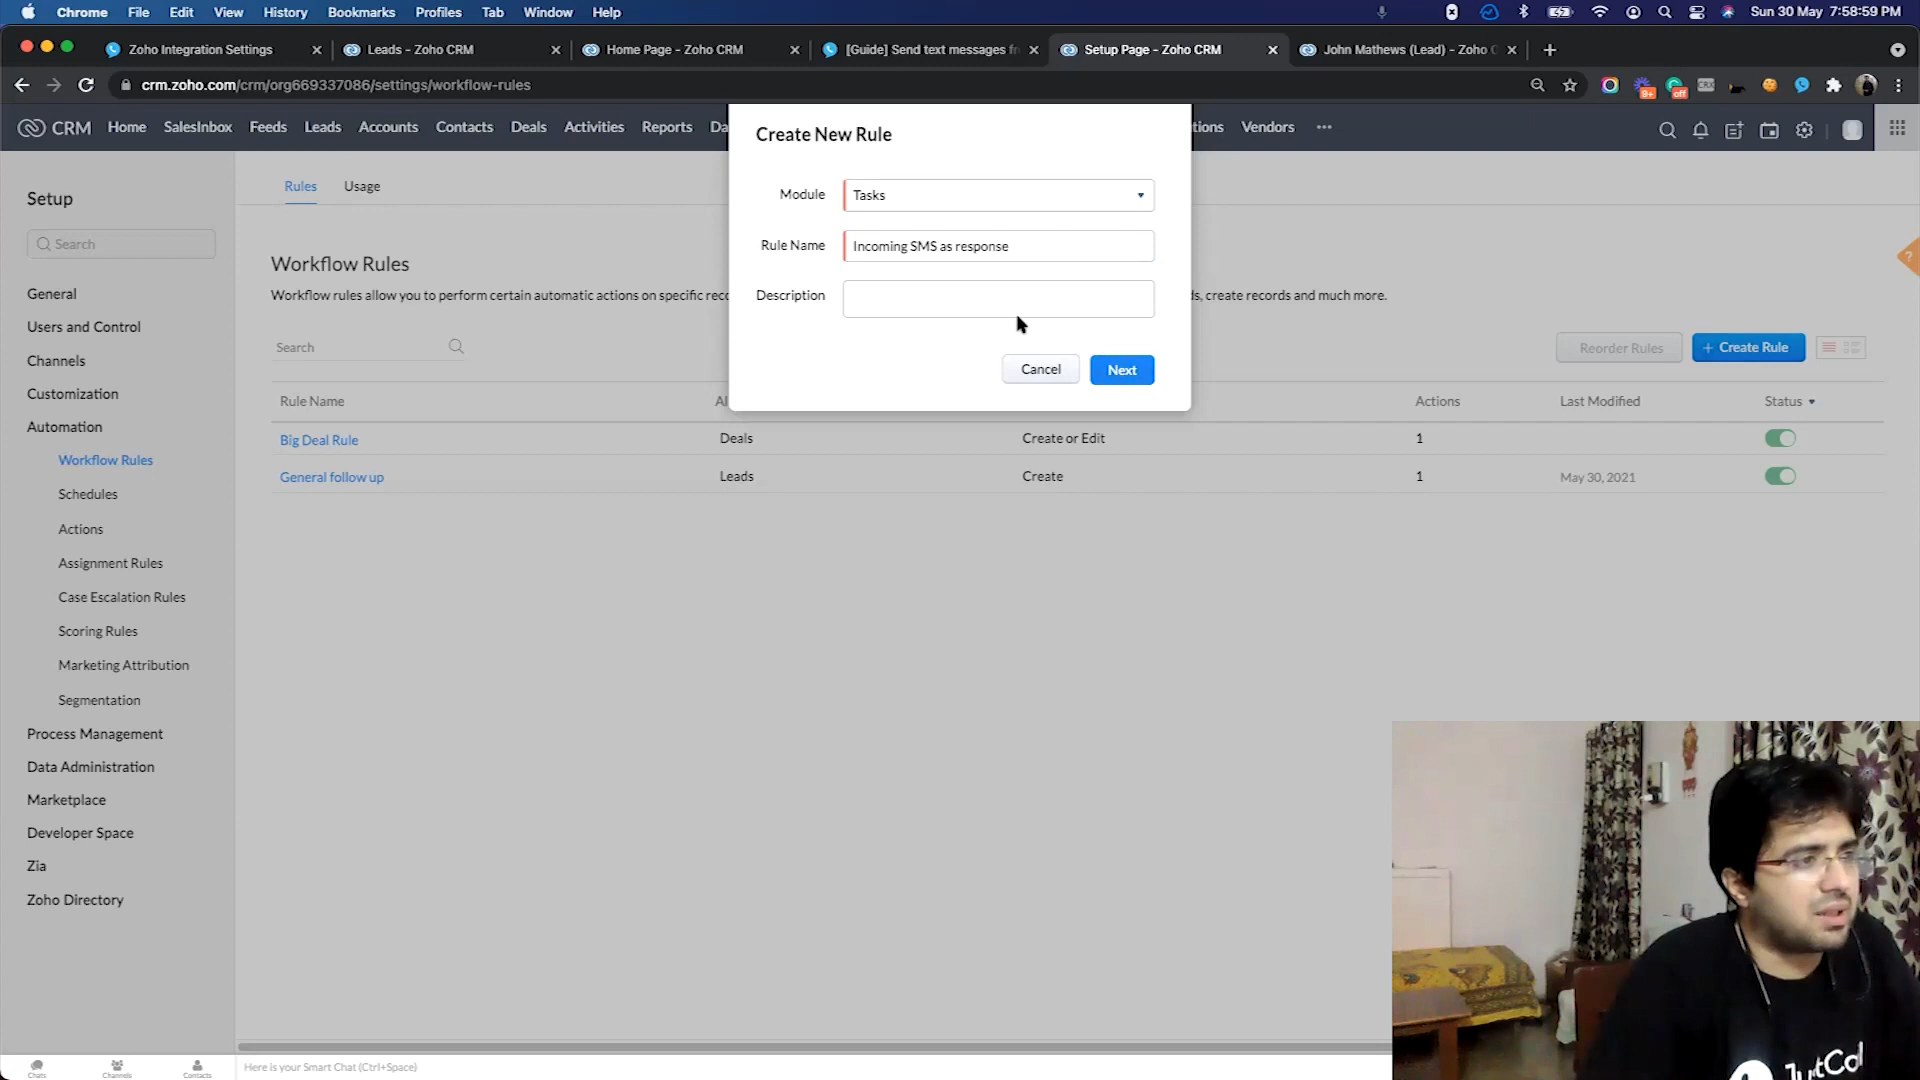 Chrome File Edit View History Bookmarks Profiles Tab Window Help Sun 30 May 7:58:59 PM
Zoho Integration Settings Leads - Zoho CRM Home Page - Zoho CRM [Guide] Send text messages fr Setup Page - Zoho CRM John Mathews (Lead) - Zoho C
crm.zoho.com/crm/org669337086/settings/workflow-rules
9+ off
CRM Home SalesInbox Feeds Leads Accounts Contacts Deals Activities Reports Da tions Vendors
Create New Rule
Module Tasks
Rule Name Incoming SMS as response
Description
Cancel Next
Setup
Search
General
Users and Control
Channels
Customization
Automation
Workflow Rules
Schedules
Actions
Assignment Rules
Case Escalation Rules
Scoring Rules
Marketing Attribution
Segmentation
Process Management
Data Administration
Marketplace
Developer Space
Zia
Zoho Directory
Rules Usage
Workflow Rules
Workflow rules allow you to perform certain automatic actions on specific reco ds, create records and much more.
Search Reorder Rules + Create Rule
Rule Name Al Actions Last Modified Status
Big Deal Rule Deals Create or Edit 1
General follow up Leads Create 1 May 30, 2021
?
Chats Channels Contacts Here is your Smart Chat (Ctrl+Space)
JustCal